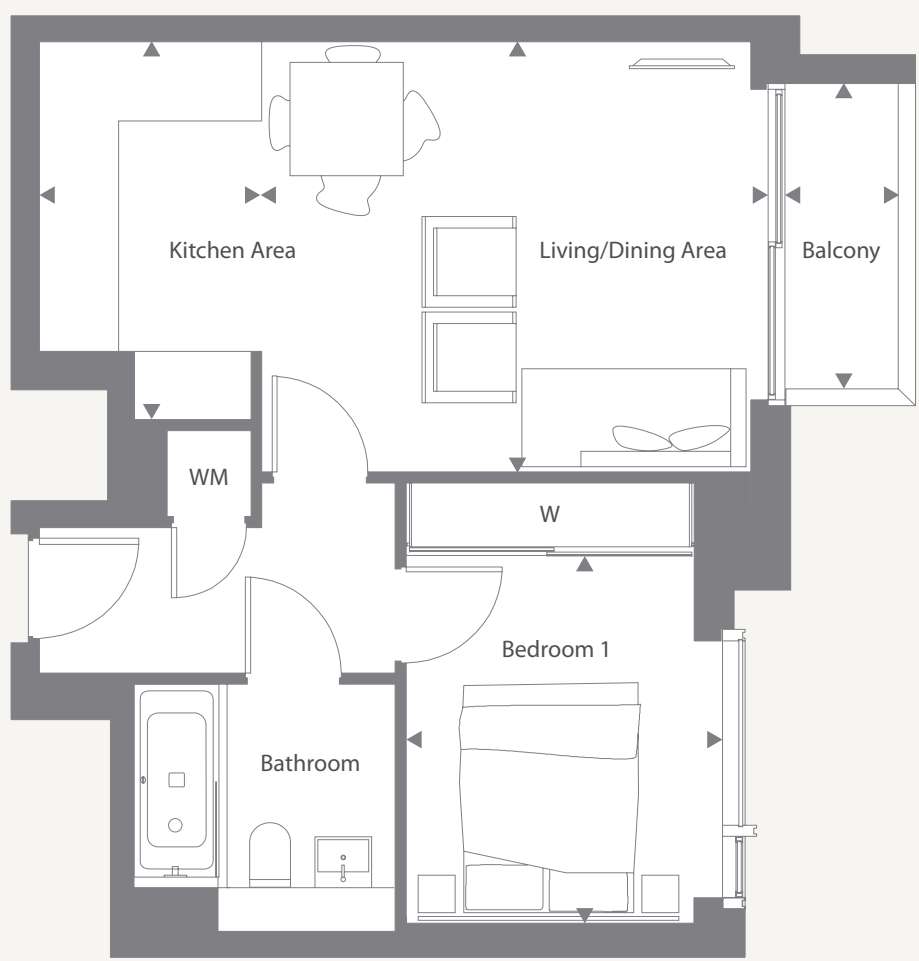 Kitchen Area
Living/Dining Area
Balcony
WM
W
Bedroom 1
Bathroom